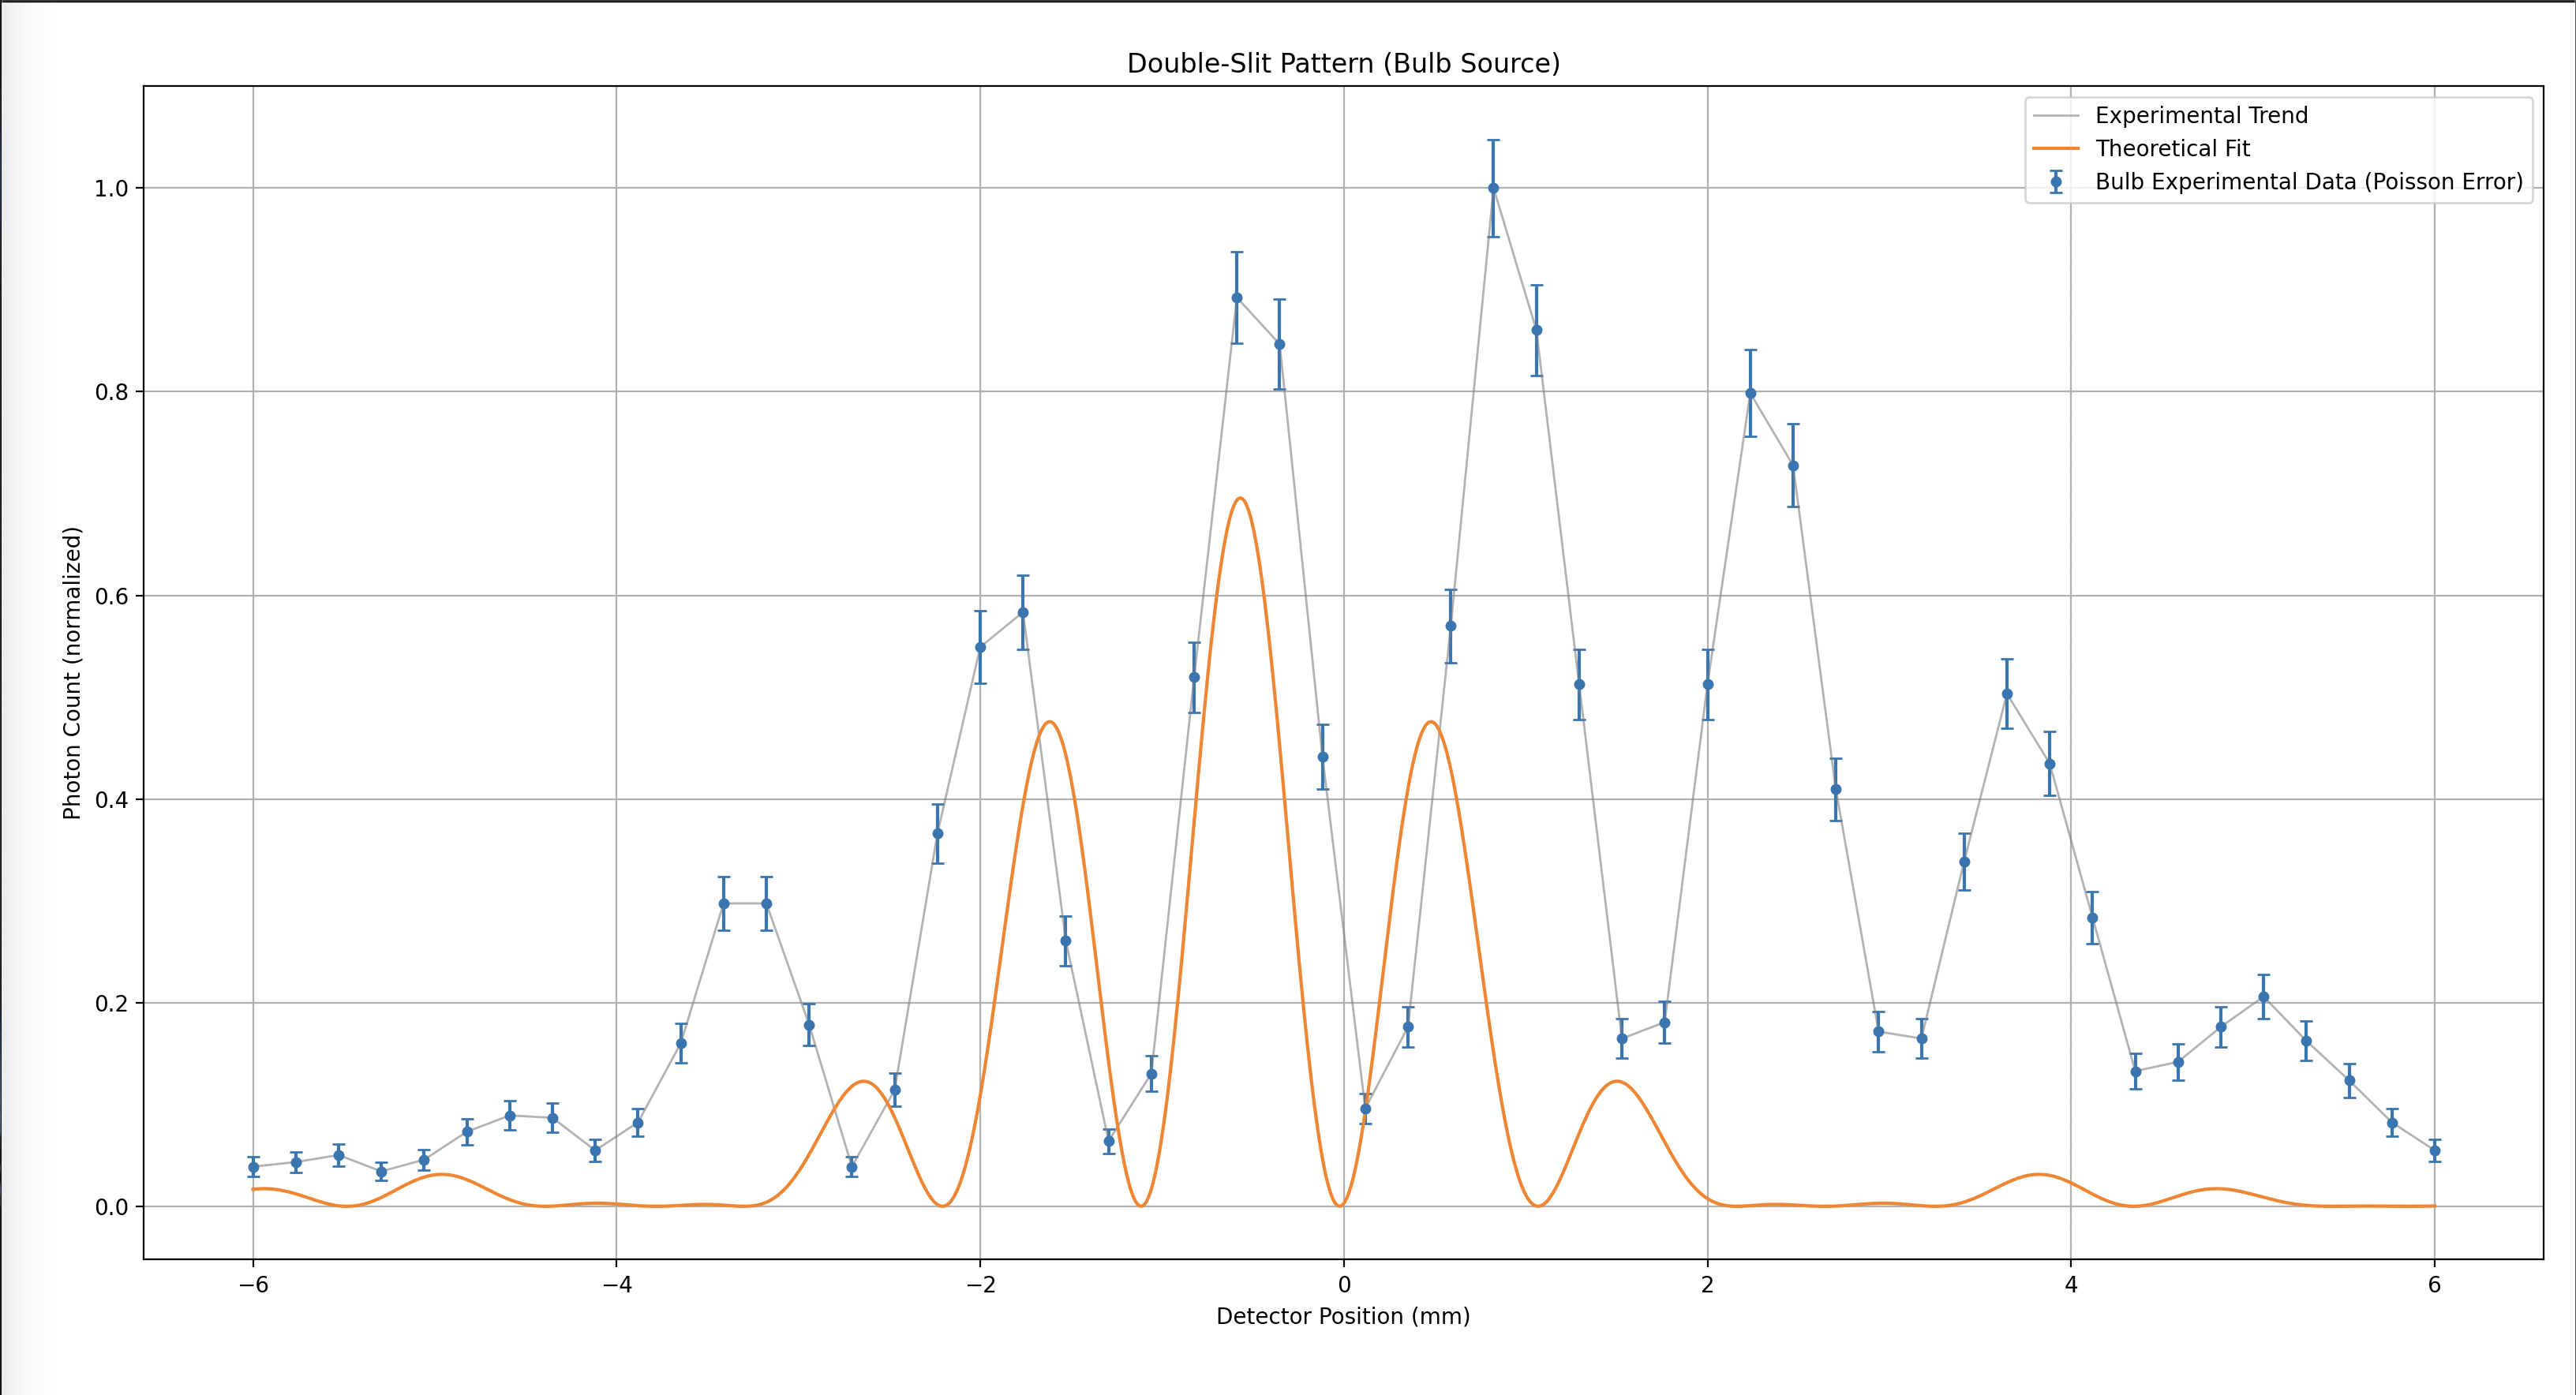 Double-Slit Pattern (Bulb Source)
Experimental Trend
Theoretical Fit
Bulb Experimental Data (Poisson Error)
Photon Count (normalized)
1.0
0.8
0.6
0.4
0.2
0.0
−6 −4 −2 0 2 4 6
Detector Position (mm)